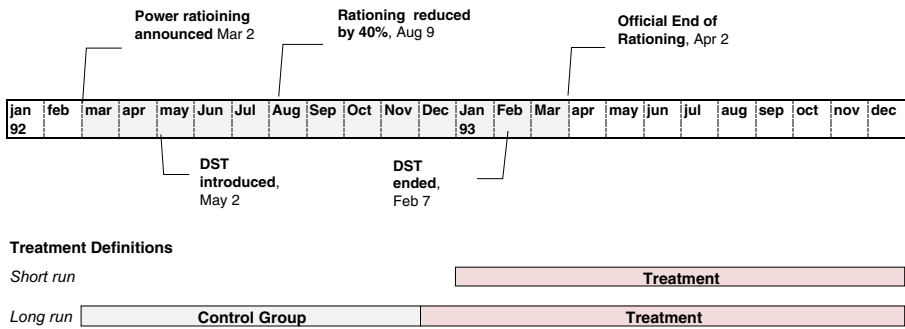 Power ratioining
announced Mar 2
Rationing reduced
by 40%, Aug 9
Official End of
Rationing, Apr 2
jan feb mar apr may Jun Jul Aug Sep Oct Nov Dec Jan Feb Mar apr may jun jul aug sep oct nov dec
92 93
DST
introduced,
May 2
DST
ended,
Feb 7
Treatment Definitions
Short run Treatment
Long run Control Group Treatment